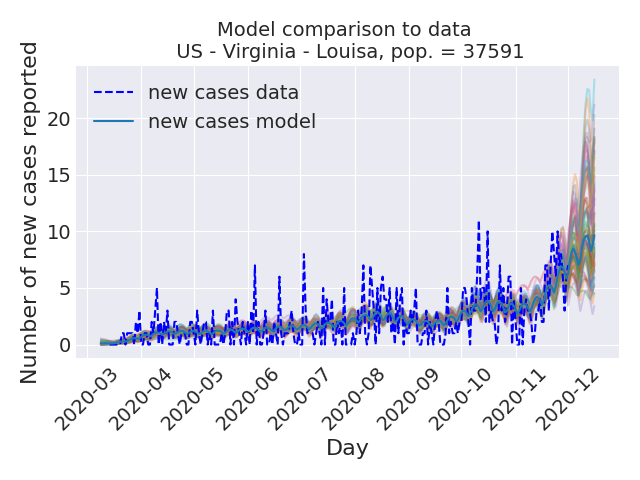 Model comparison to data
US - Virginia - Louisa, pop. = 37591
new cases data
new cases model
Number of new cases reported
20
15
10
5
0
2020-03
2020-04
2020-05
2020-06
2020-07
2020-08
2020-09
2020-10
2020-11
2020-12
Day